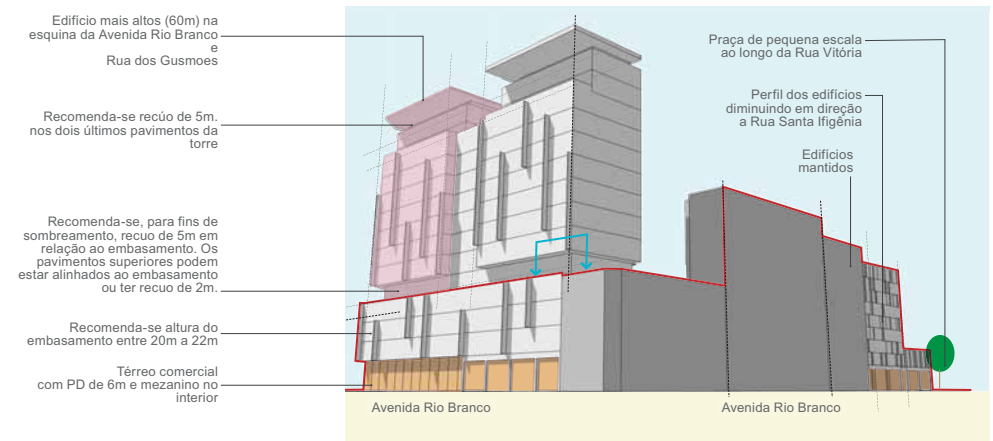 Edifício mais altos (60m) na
esquina da Avenida Rio Branco
e
Rua dos Gusmoes
Recomenda-se recúo de 5m.
nos dois últimos pavimentos da
torre
Recomenda-se, para fins de
sombreamento, recuo de 5m em
relação ao embasamento. Os
pavimentos superiores podem
estar alinhados ao embasamento
ou ter recuo de 2m.
Recomenda-se altura do
embasamento entre 20m a 22m
Térreo comercial
com PD de 6m e mezanino no
interior
Praça de pequena escala
ao longo da Rua Vitória
Perfil dos edifícios
diminuindo em direção
a Rua Santa Ifigênia
Edifícios
mantidos
Avenida Rio Branco
Avenida Rio Branco